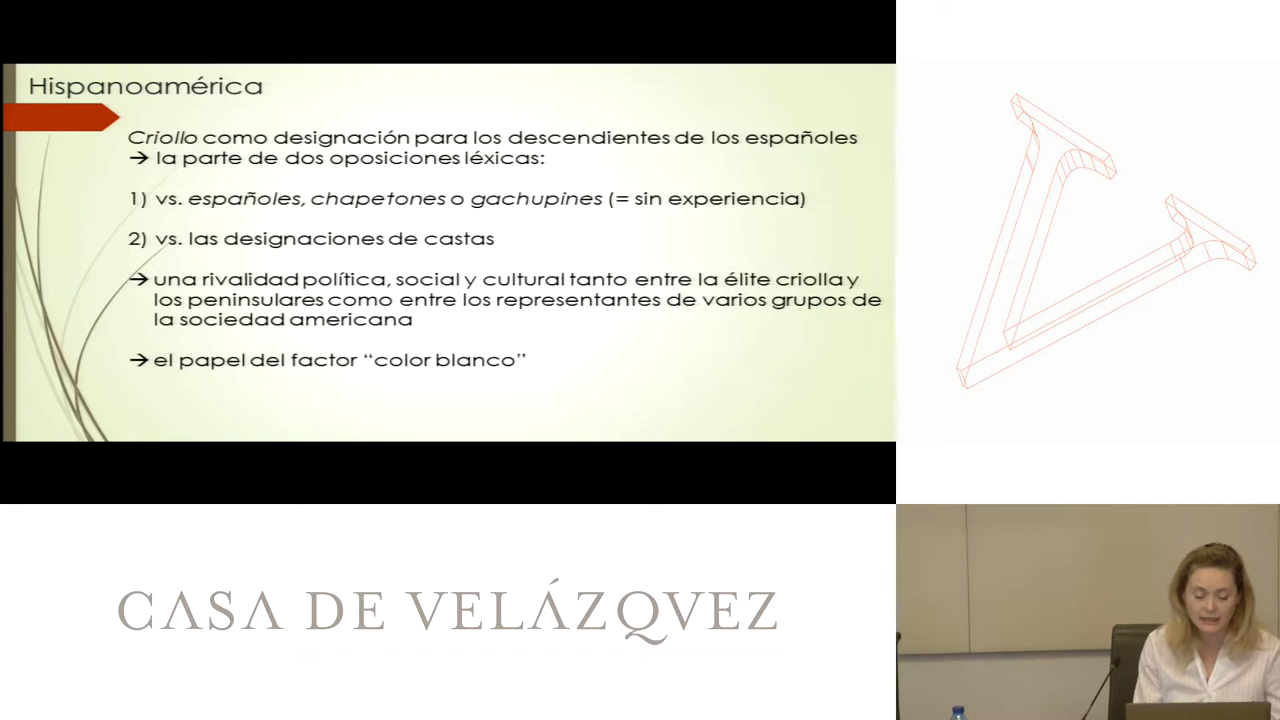 Hispanoamérica
Criollo como designación para los descendientes de los españoles
→ la parte de dos oposiciones léxicas:
1) vs. españoles, chapetones o gachupines (= sin experiencia)
2) vs. las designaciones de castas
→ una rivalidad política, social y cultural tanto entre la élite criolla y
los peninsulares como entre los representantes de varios grupos de
la sociedad americana
→ el papel del factor “color blanco”
CASA DE VELÁZQVEZ